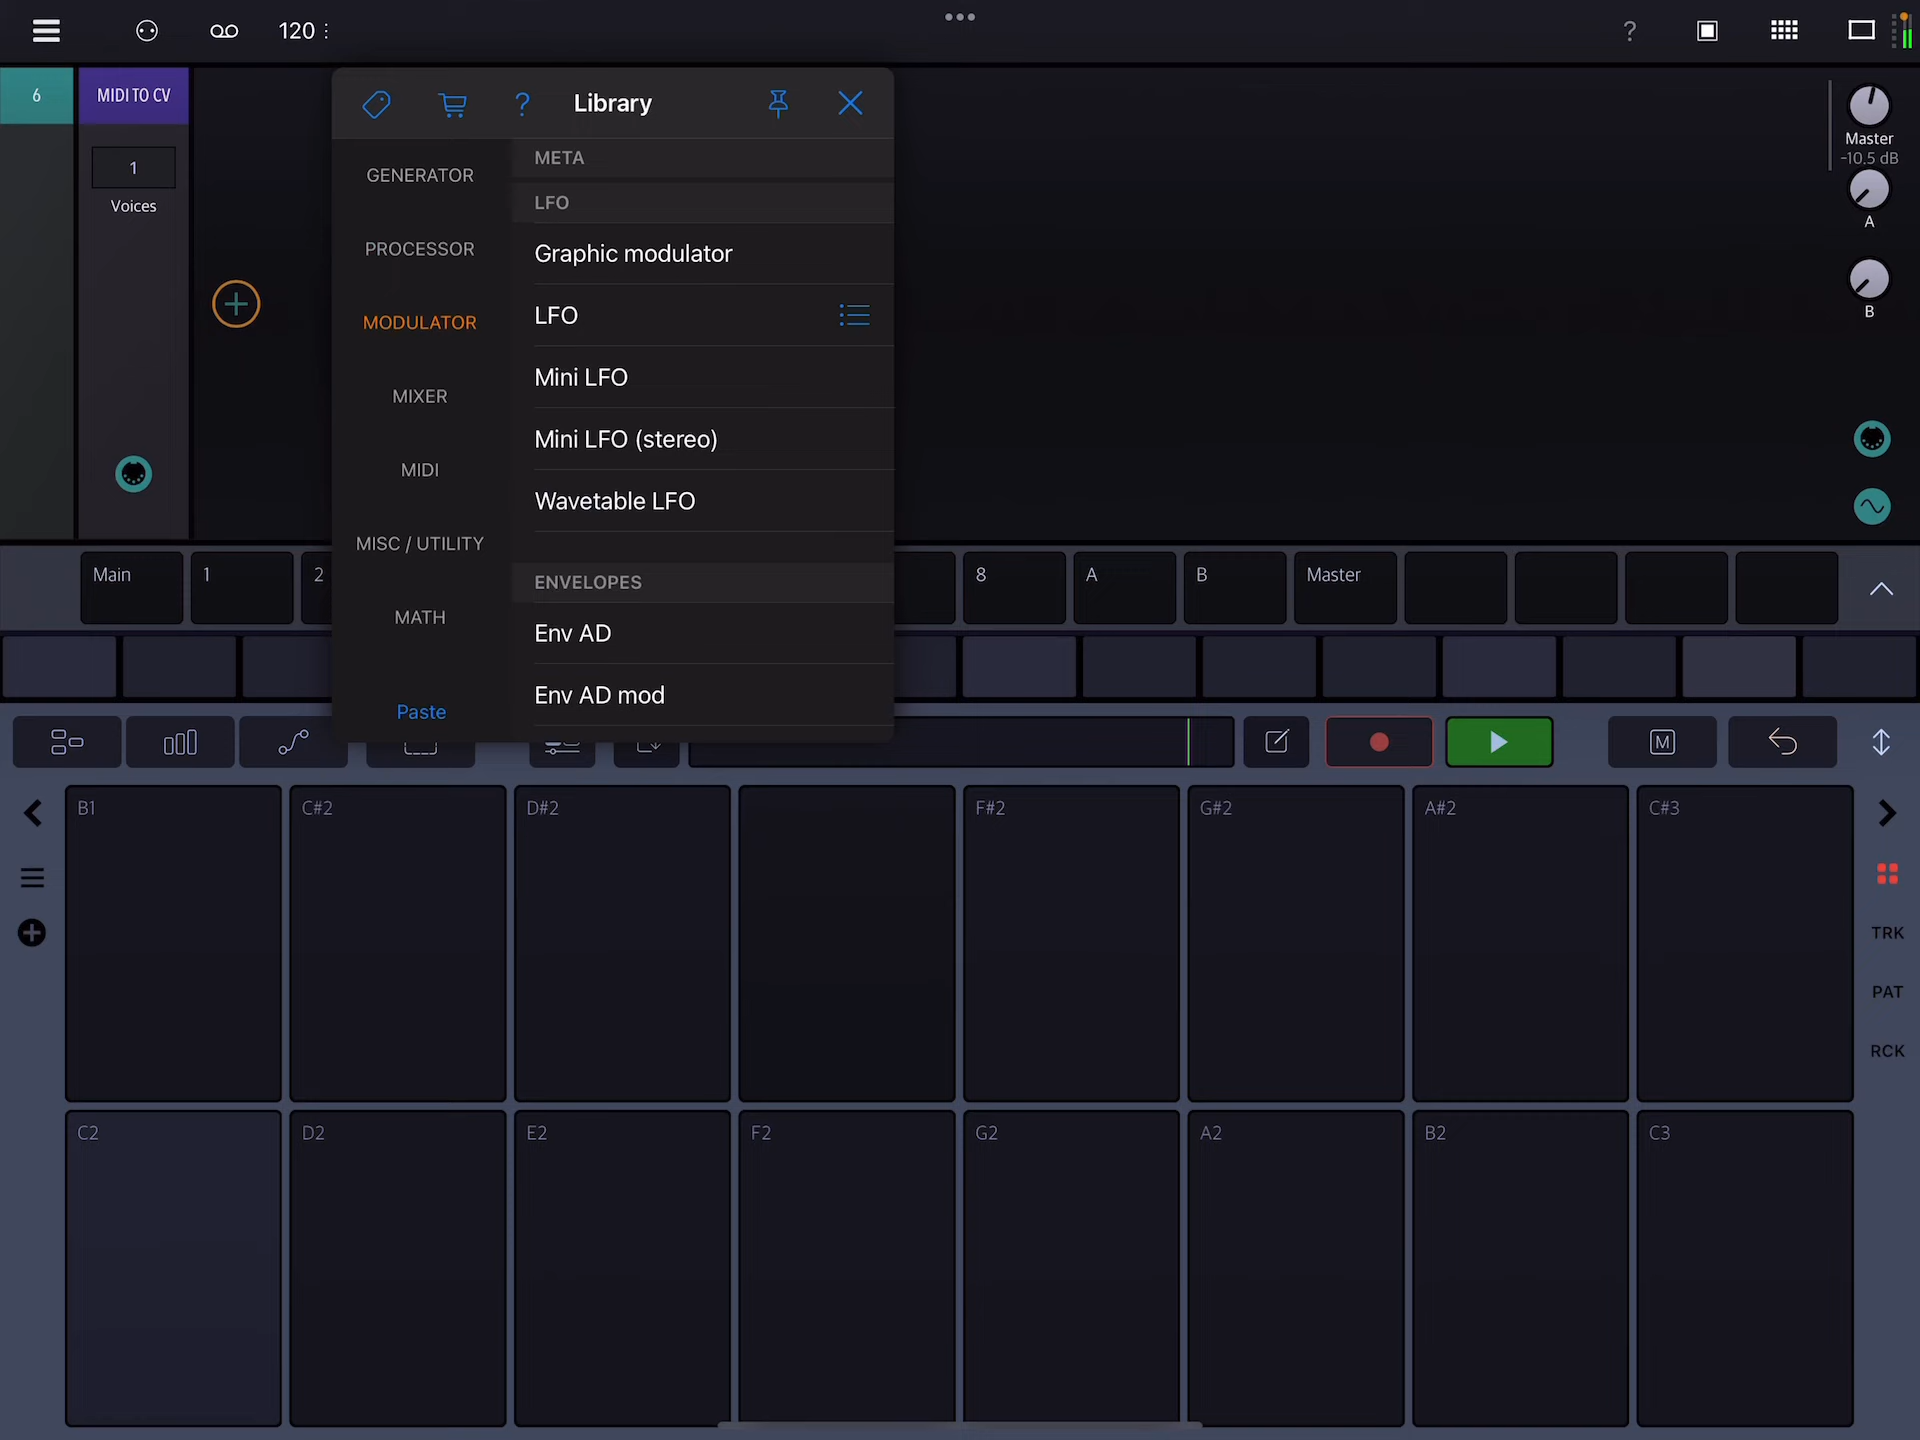 120
?
6
MIDI TO CV
1
Voices
? Library
GENERATOR
PROCESSOR
MODULATOR
MIXER
MIDI
MISC / UTILITY
MATH
Paste
META
LFO
Graphic modulator
LFO
Mini LFO
Mini LFO (stereo)
Wavetable LFO
ENVELOPES
Env AD
Env AD mod
Master
-10.5 dB
A
B
Main
1
2
8
A
B
Master
M
B1
C#2
D#2
F#2
G#2
A#2
C#3
TRK
PAT
RCK
C2
D2
E2
F2
G2
A2
B2
C3